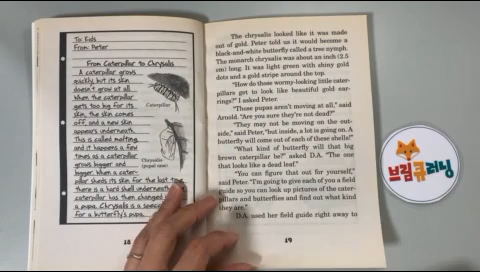 To: Kids
From: Peter
From Caterpillar to Chrysalis
A caterpillar grows
quickly, but its skin
doesn't grow at all.
When the caterpillar
gets too big for its
skin, the skin comes
off, and a new skin
appears underneath.
This is called molting,
and it happens a few
times as a caterpillar
grows bigger and
bigger. When a cater-
pillar sheds its skin for the last time,
there is a hard shell underneath
caterpillar has then changed
a pupa. Chrysalis is a special
for a butterfly's pupa.
Caterpillar
Chrysalis
(pupal case)
18
The chrysalis looked like it was made
out of gold. Peter told us it would become a
black-and-white butterfly called a tree nymph.
The monarch chrysalis was about an inch (2.5
cm) long. It was light green with shiny gold
dots and a gold stripe around the top.
"How do those wormy-looking little cater-
pillars get to look like beautiful gold ear-
rings?" I asked Peter.
"Those pupas aren't moving at all," said
Arnold. "Are you sure they're not dead?"
"They may not be moving on the out-
side," said Peter, "but inside, a lot is going on. A
butterfly will come out of each of these shells!"
"What kind of butterfly will that big
brown caterpillar be?" asked D.A. "The one
that looks like a dead leaf."
"You can figure that out for yourself,"
said Peter. "I'm going to give each of you a field
guide so you can look up pictures of the cater-
pillars and butterflies and find out what kind
they are."
D.A. used her field guide right away to
19
브림큐러닝